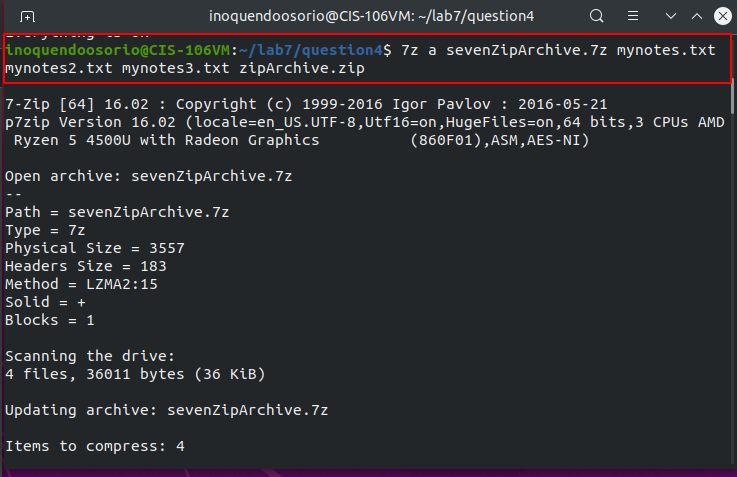 inoquendoosorio@CIS-106VM: ~/lab7/question4
Everything is Ok
inoquendoosorio@CIS-106VM:~/lab7/question4$ 7z a sevenZipArchive.7z mynotes.txt
mynotes2.txt mynotes3.txt zipArchive.zip
7-Zip [64] 16.02 : Copyright (c) 1999-2016 Igor Pavlov : 2016-05-21
p7zip Version 16.02 (locale=en_US.UTF-8,Utf16=on,HugeFiles=on,64 bits,3 CPUs AMD
 Ryzen 5 4500U with Radeon Graphics          (860F01),ASM,AES-NI)
Open archive: sevenZipArchive.7z
--
Path = sevenZipArchive.7z
Type = 7z
Physical Size = 3557
Headers Size = 183
Method = LZMA2:15
Solid = +
Blocks = 1
Scanning the drive:
4 files, 36011 bytes (36 KiB)
Updating archive: sevenZipArchive.7z
Items to compress: 4